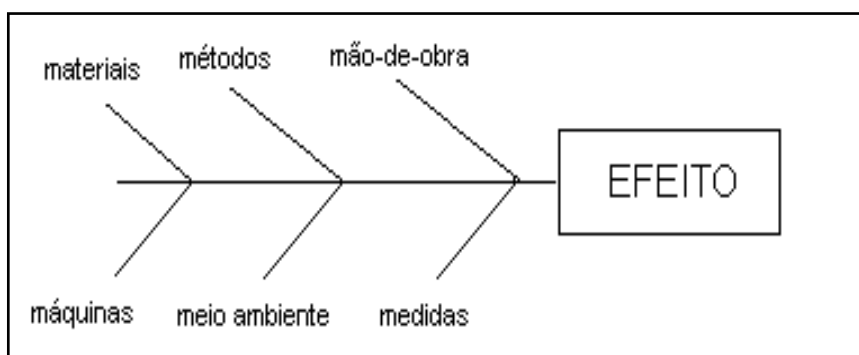 materiais
métodos
mão-de-obra
EFEITO
máquinas
meio ambiente
medidas